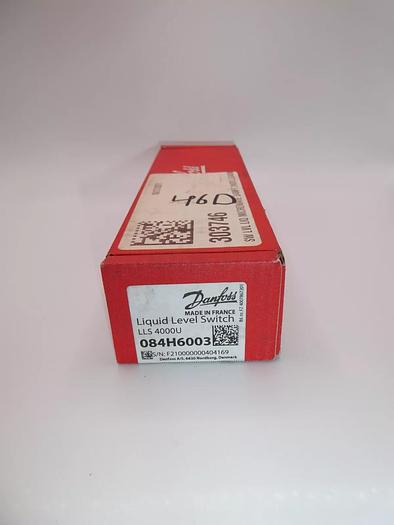 46D
303746
Danfoss
MADE IN FRANCE
Liquid Level Switch
LLS 4000U
084H6003
S/N: F210000000404169
Danfoss A/S, 6430 Nordborg, Denmark